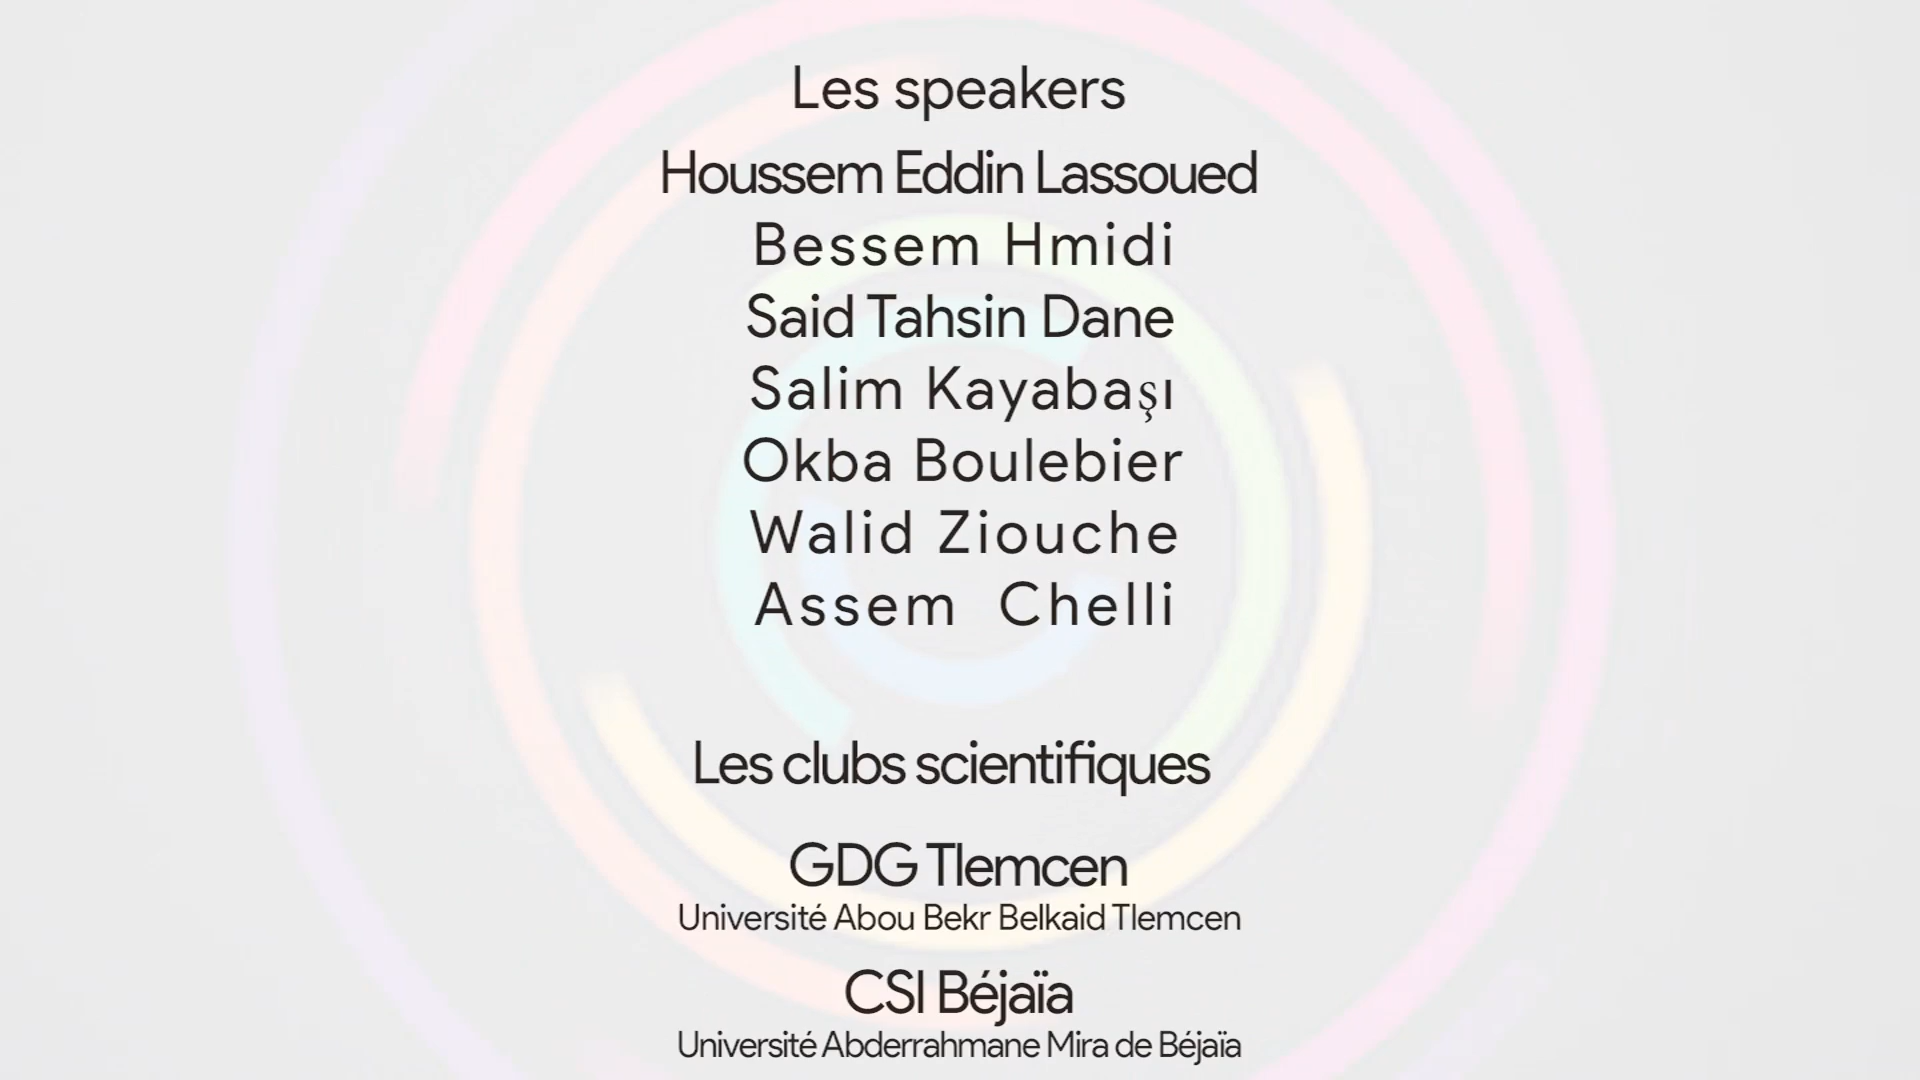 Les speakers
Houssem Eddin Lassoued
Bessem Hmidi
Said Tahsin Dane
Salim Kayabaşı
Okba Boulebier
Walid Ziouche
Assem Chelli
Les clubs scientifiques
GDG Tlemcen
Université Abou Bekr Belkaid Tlemcen
CSI Béjaïa
Université Abderrahmane Mira de Béjaïa